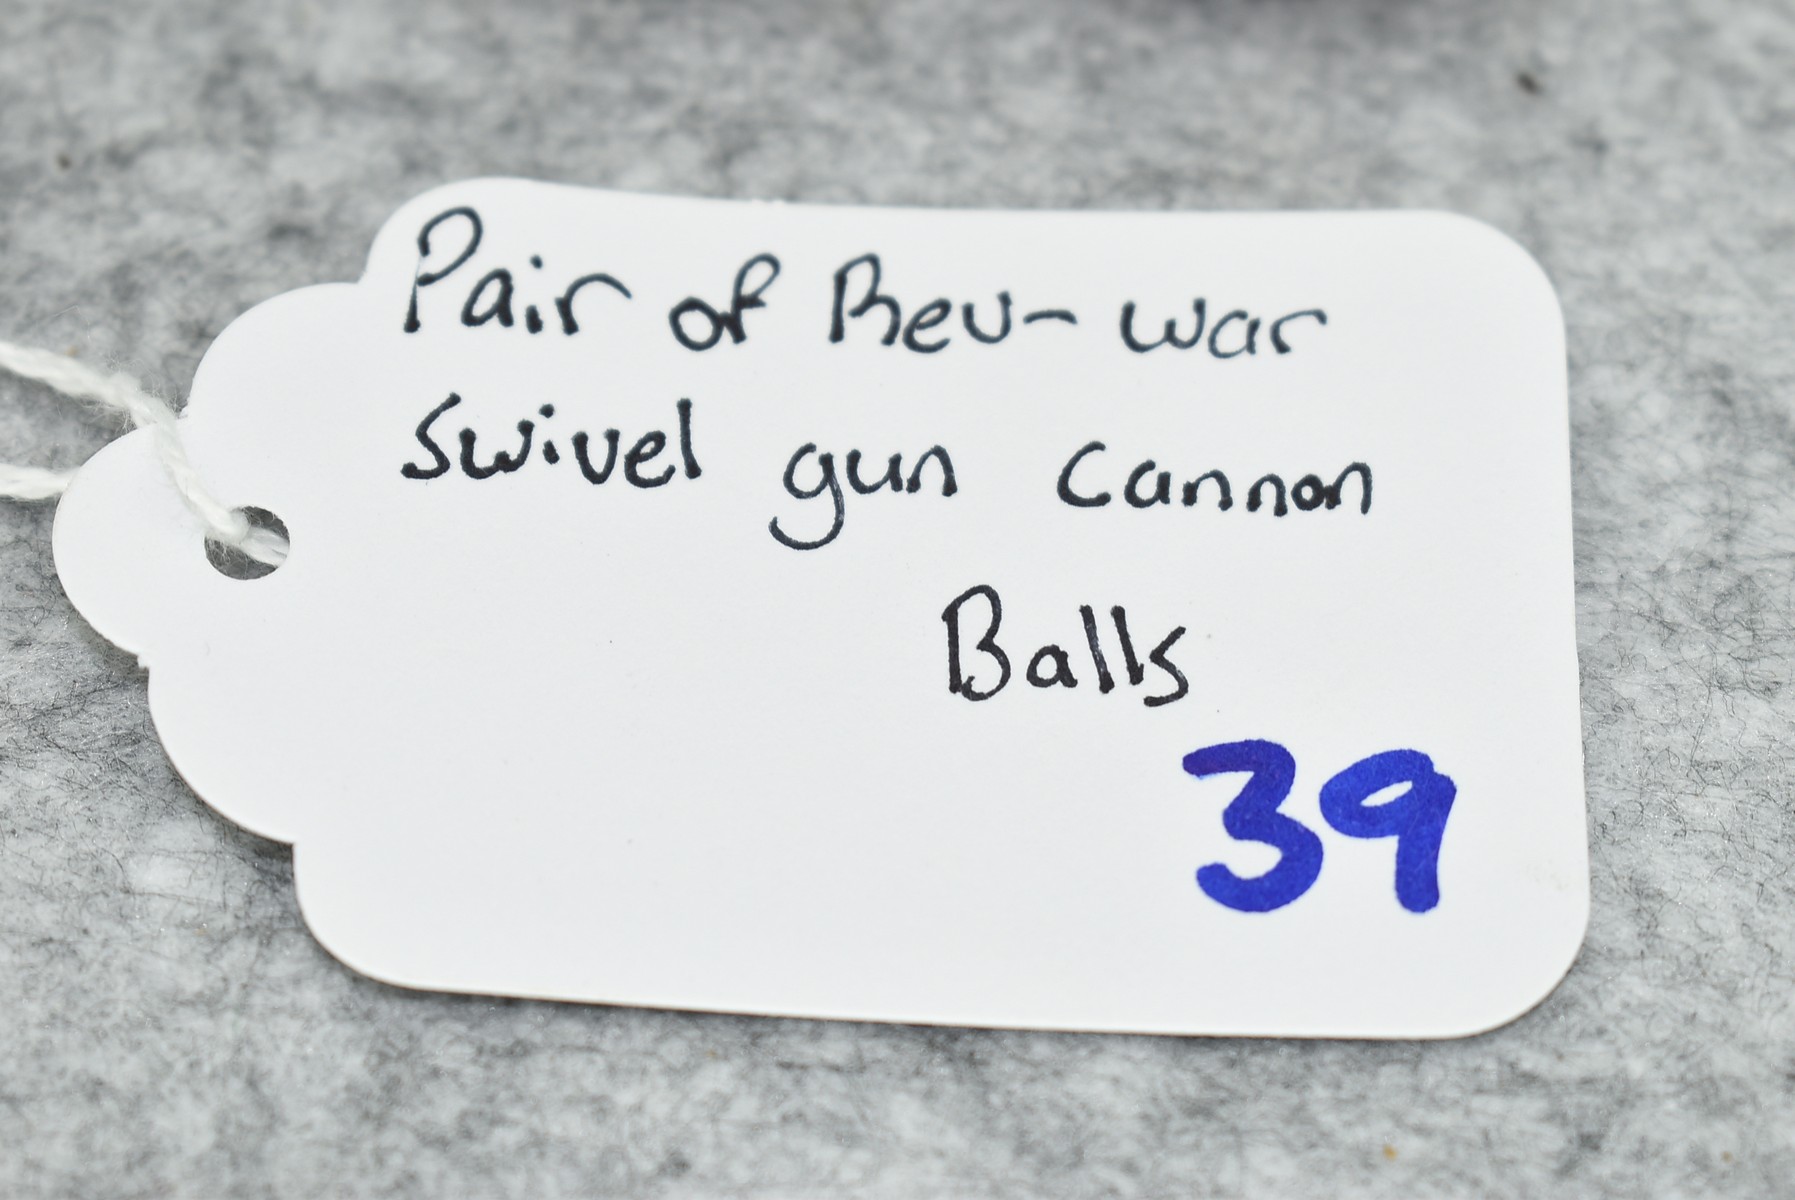 Pair of Rev-war
Swivel gun cannon
Balls
39